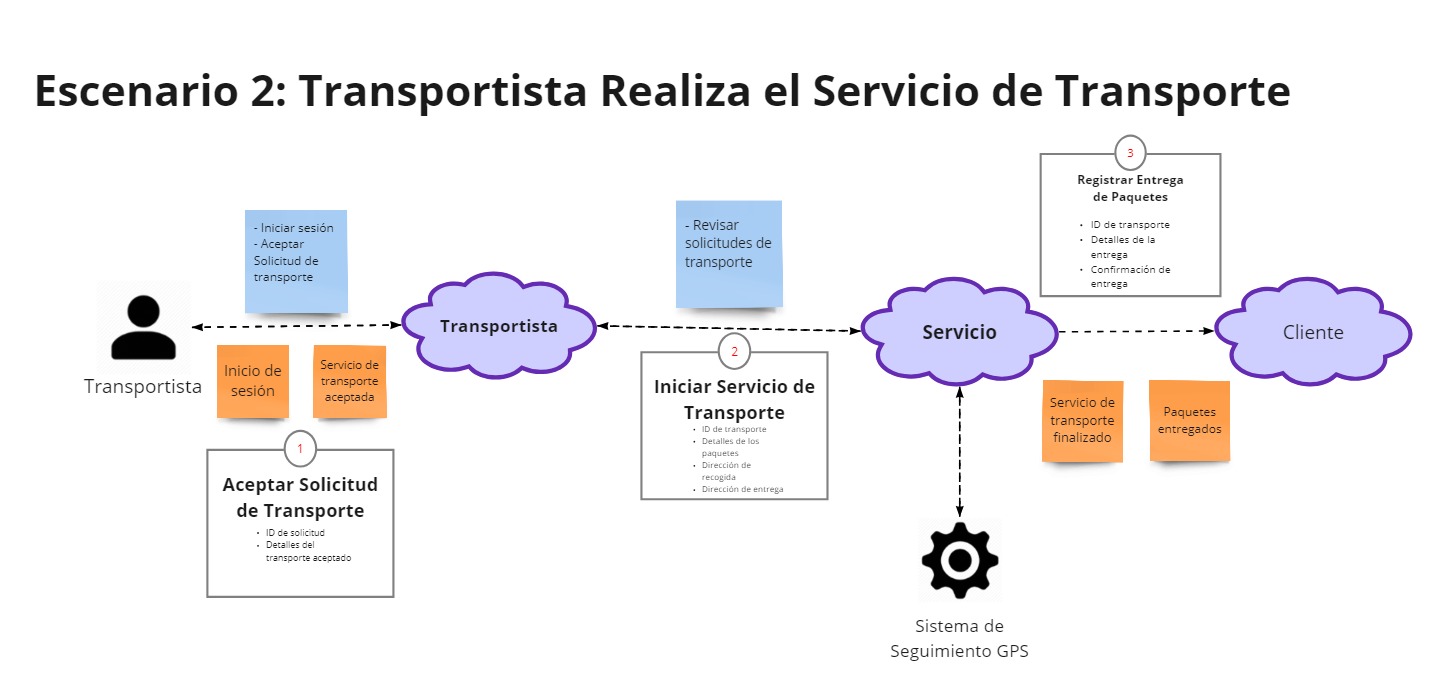 Escenario 2: Transportista Realiza el Servicio de Transporte
- Iniciar sesión
- Aceptar
Solicitud de
transporte
Transportista
Inicio de
sesión
Servicio de
transporte
aceptada
1
Aceptar Solicitud
de Transporte
• ID de solicitud
• Detalles del
transporte aceptado
Transportista
- Revisar
solicitudes de
transporte
2
Iniciar Servicio de
Transporte
• ID de transporte
• Detalles de los
paquetes
• Dirección de
recogida
• Dirección de entrega
Servicio
Sistema de
Seguimiento GPS
3
Registrar Entrega
de Paquetes
• ID de transporte
• Detalles de la
entrega
• Confirmación de
entrega
Servicio de
transporte
finalizado
Paquetes
entregados
Cliente